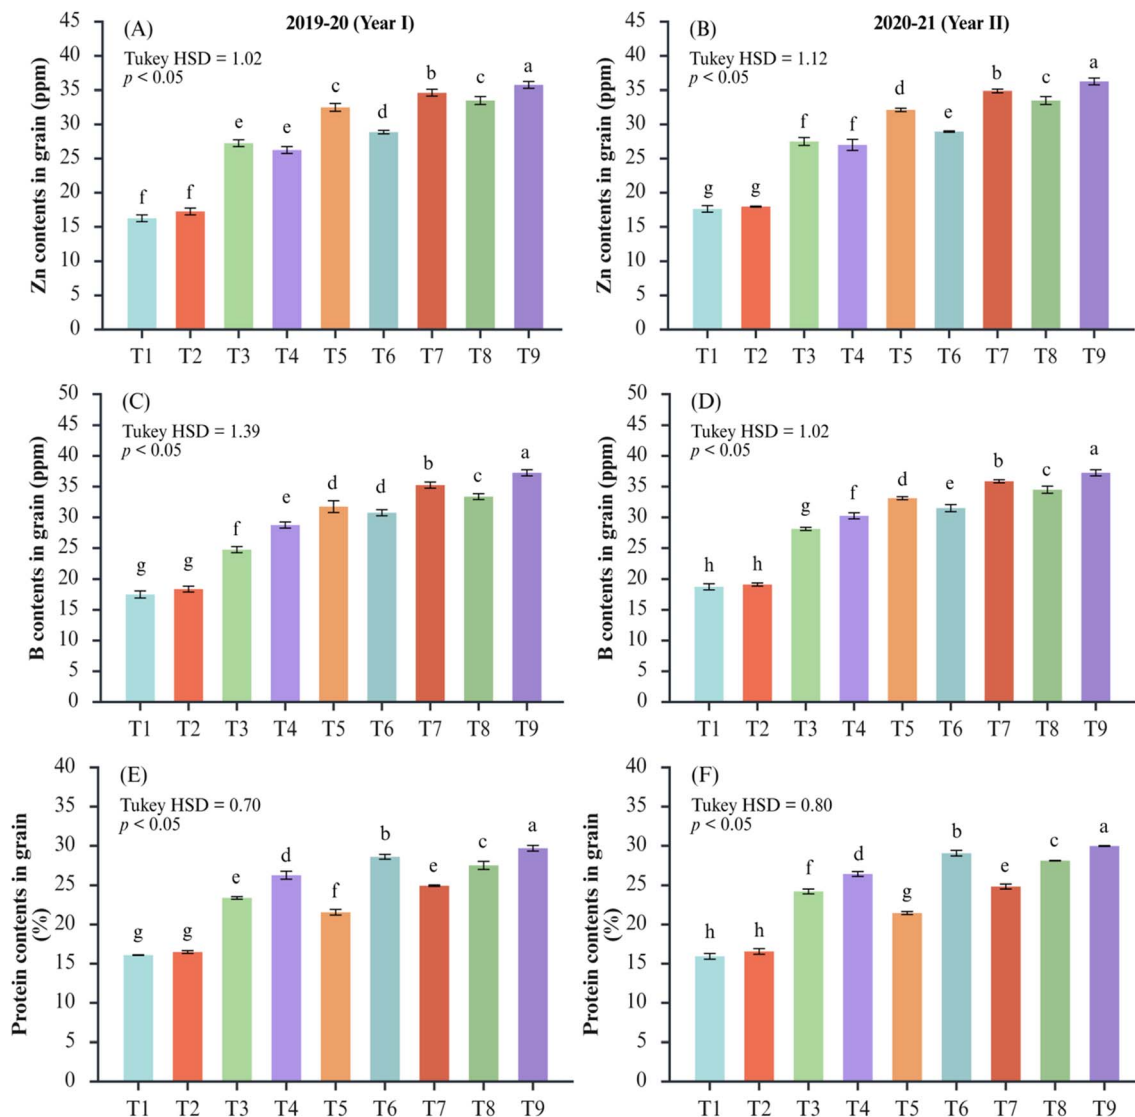 2019-20 (Year I)
2020-21 (Year II)
(A)
Tukey HSD = 1.02
p < 0.05
Zn contents in grain (ppm)
45
40
35
30
25
20
15
10
5
0
f
f
e
e
c
d
b
c
a
T1 T2 T3 T4 T5 T6 T7 T8 T9
(B)
Tukey HSD = 1.12
p < 0.05
Zn contents in grain (ppm)
45
40
35
30
25
20
15
10
5
0
g
g
f
f
d
e
b
c
a
T1 T2 T3 T4 T5 T6 T7 T8 T9
(C)
Tukey HSD = 1.39
p < 0.05
B contents in grain (ppm)
50
45
40
35
30
25
20
15
10
5
0
g
g
f
e
d
d
b
c
a
T1 T2 T3 T4 T5 T6 T7 T8 T9
(D)
Tukey HSD = 1.02
p < 0.05
B contents in grain (ppm)
50
45
40
35
30
25
20
15
10
5
0
h
h
g
f
d
e
b
c
a
T1 T2 T3 T4 T5 T6 T7 T8 T9
(E)
Tukey HSD = 0.70
p < 0.05
Protein contents in grain
(%)
40
35
30
25
20
15
10
5
0
g
g
e
d
f
b
e
c
a
T1 T2 T3 T4 T5 T6 T7 T8 T9
(F)
Tukey HSD = 0.80
p < 0.05
Protein contents in grain
(%)
40
35
30
25
20
15
10
5
0
h
h
f
d
g
b
e
c
a
T1 T2 T3 T4 T5 T6 T7 T8 T9